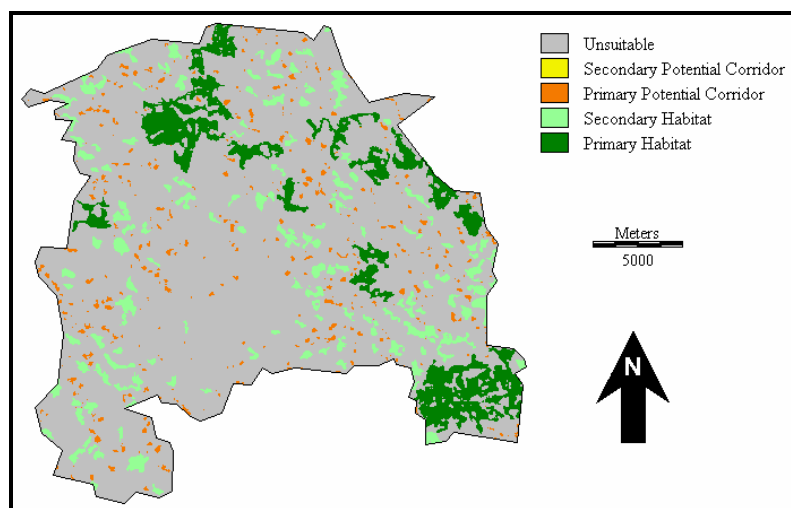 Unsuitable
Secondary Potential Corridor
Primary Potential Corridor
Secondary Habitat
Primary Habitat
Meters
5000
N